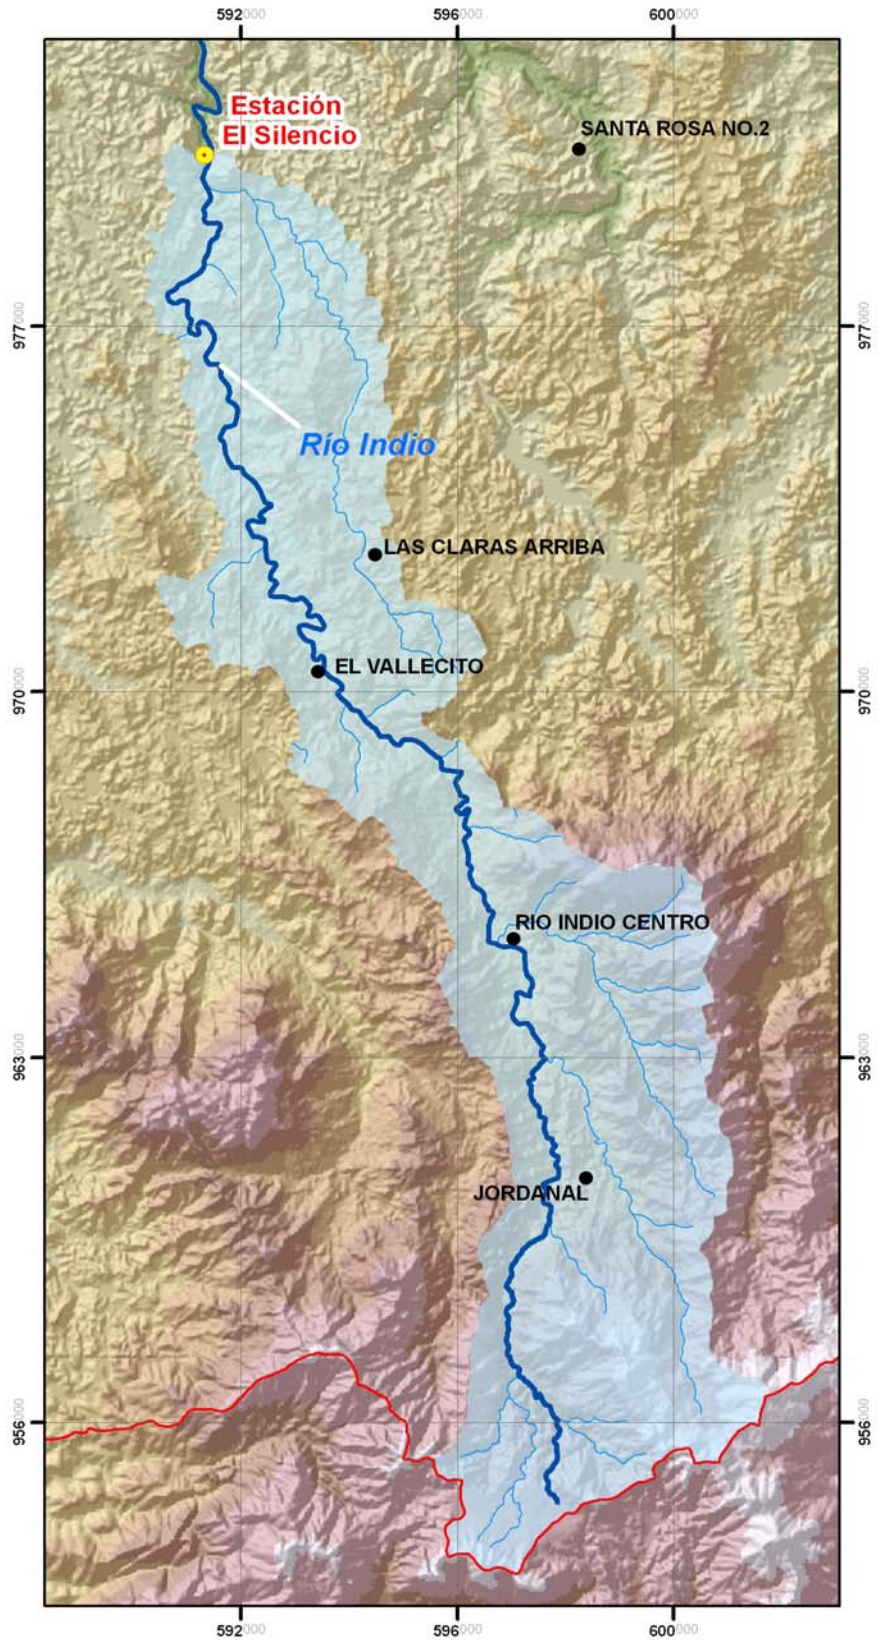 592000 596000 600000
Estación
El Silencio
SANTA ROSA NO.2
977000 977000
Río Indio
LAS CLARAS ARRIBA
EL VALLECITO
970000 970000
RIO INDIO CENTRO
963000 963000
JORDANAL
956000 956000
592000 596000 600000